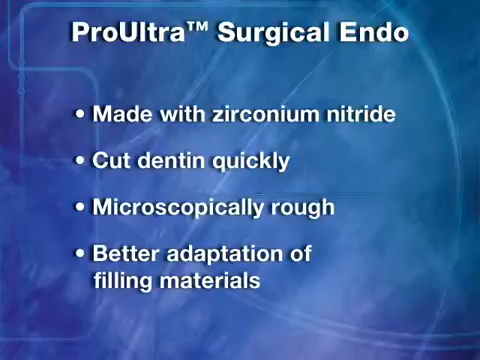 ProUltra™ Surgical Endo
• Made with zirconium nitride
• Cut dentin quickly
• Microscopically rough
• Better adaptation of
filling materials